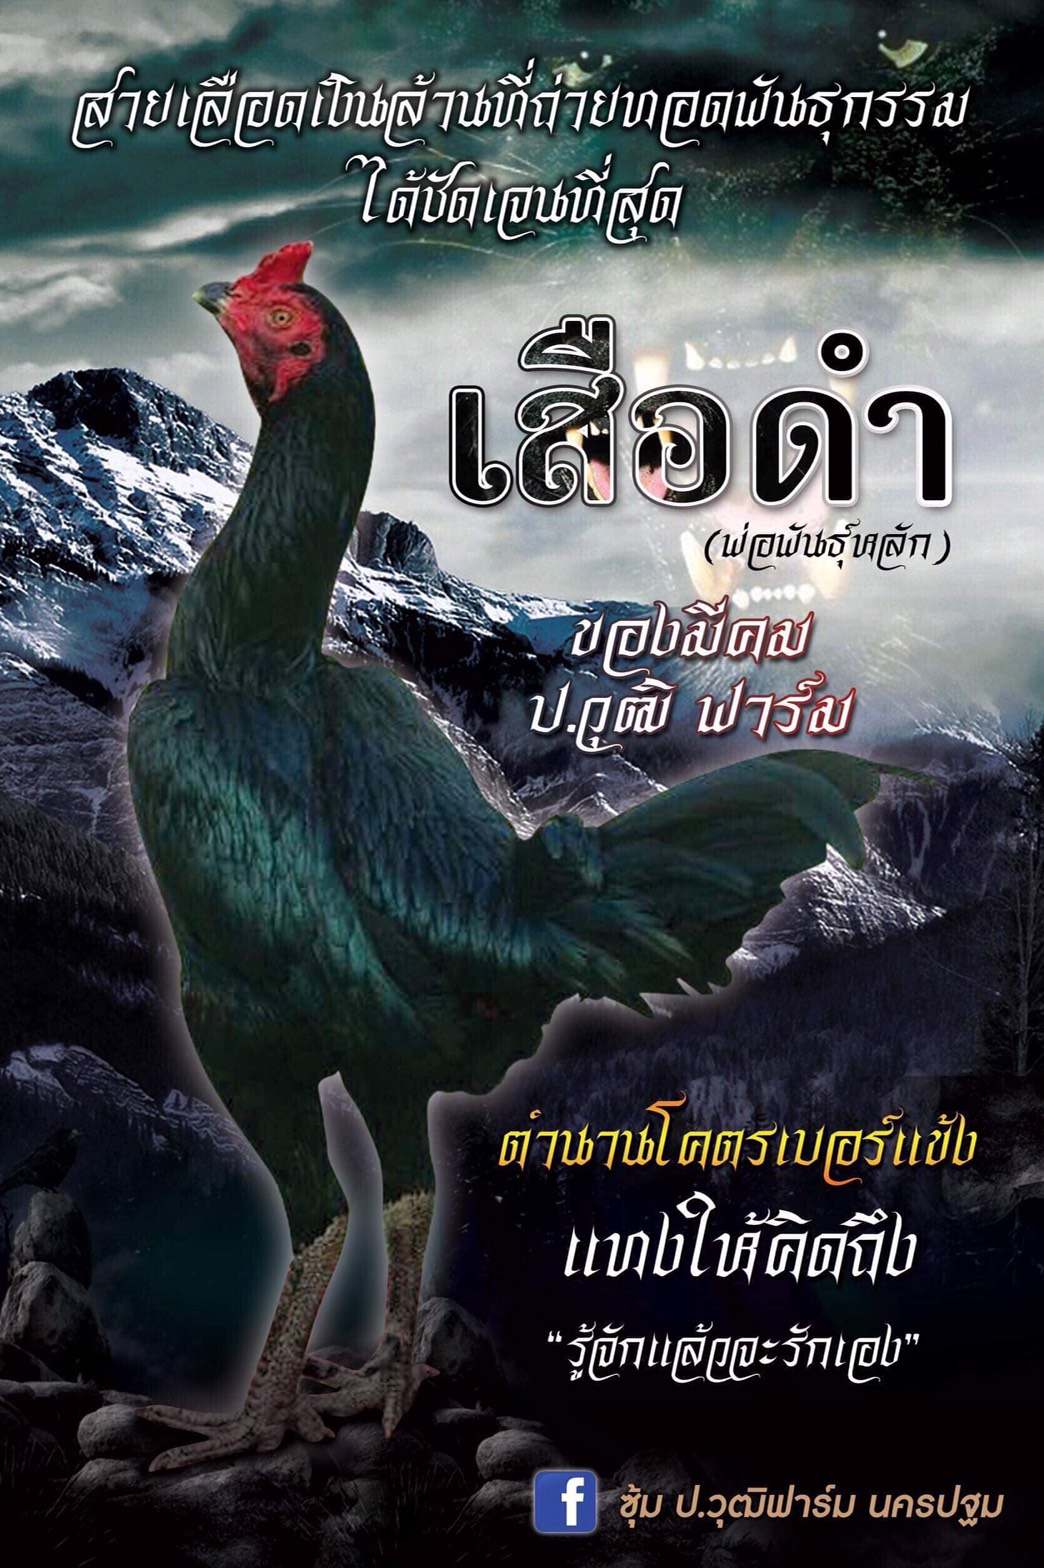 สายเลือดเงินล้านที่ถ่ายทอดพันธุกรรม
ได้ชัดเจนที่สุด
เสือดำ
(พ่อพันธุ์หลัก)
ของมีคม
ป.วุฒิ ฟาร์ม
ตำนานโคตรเบอร์แข้ง
แทงให้คิดถึง
"รู้จักแล้วจะรักเอง"
f ซุ้ม ป.วุฒิฟาร์ม นครปฐม